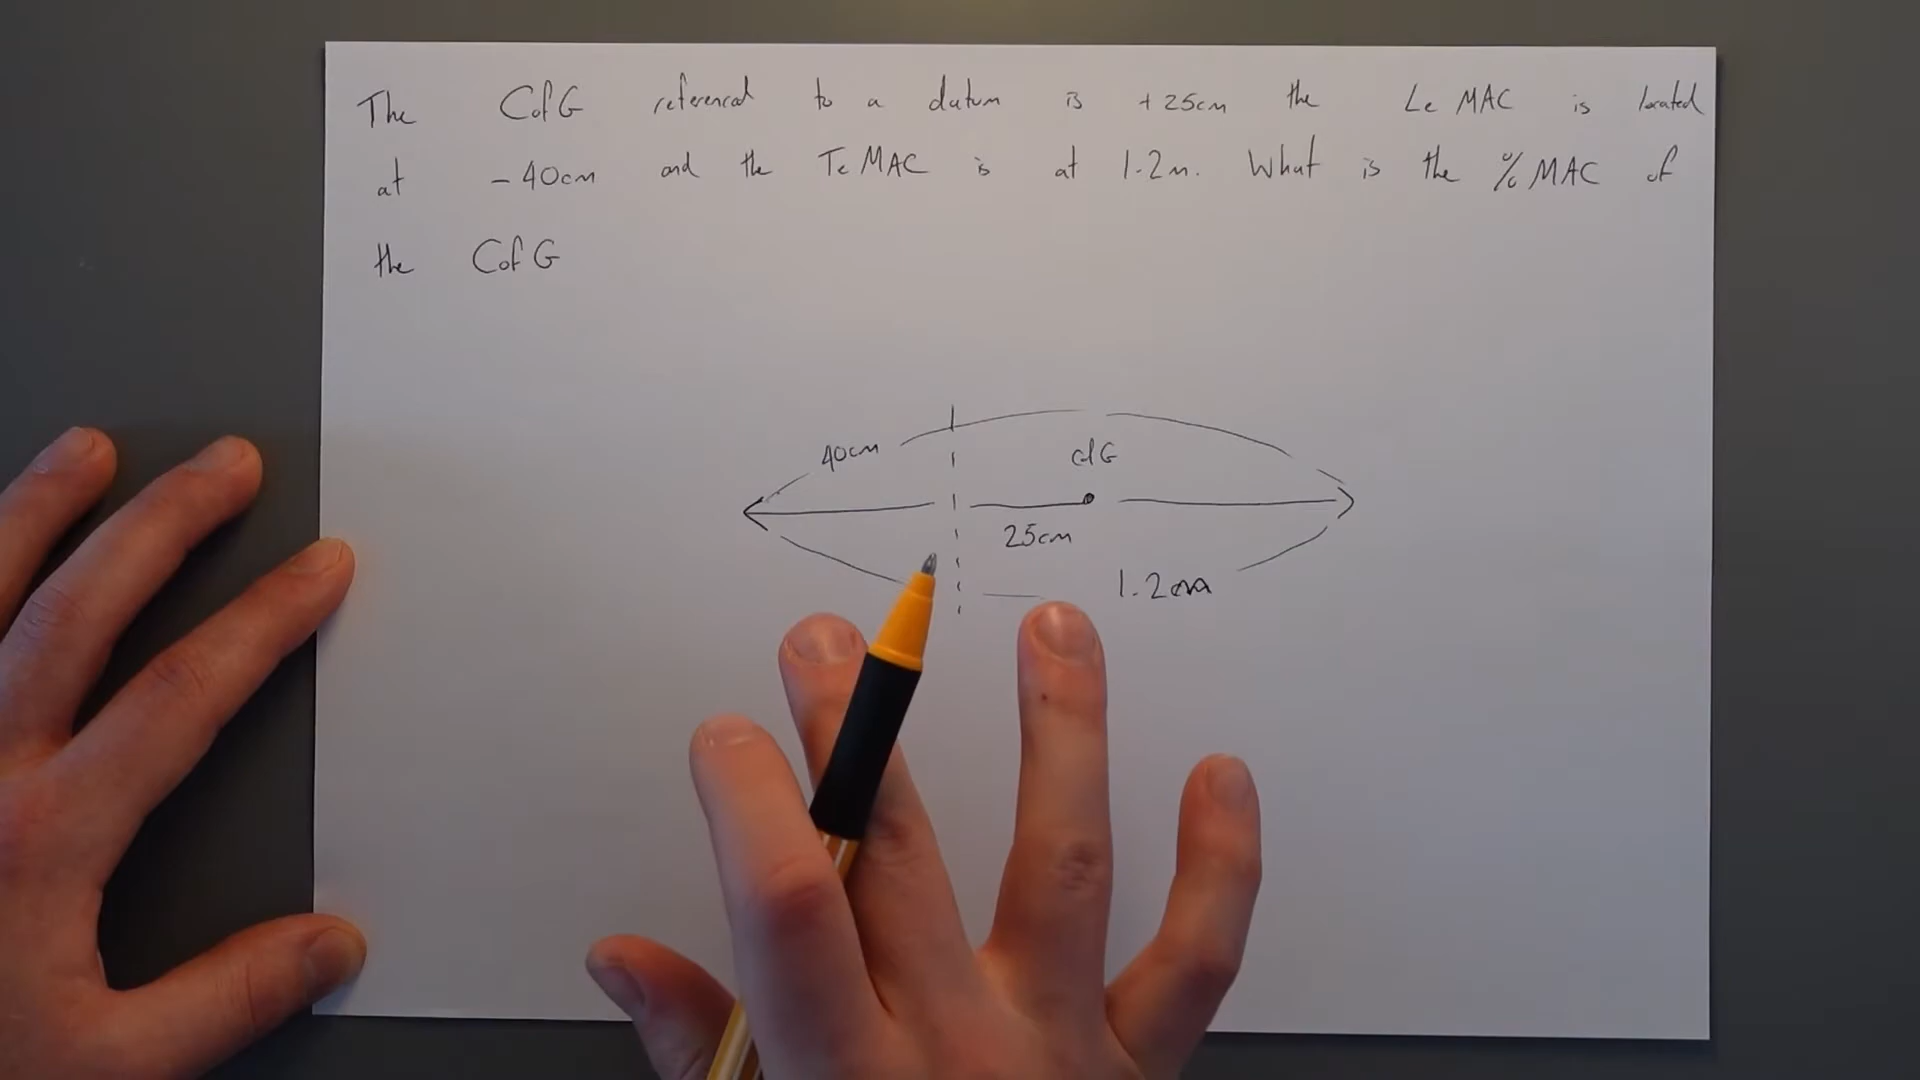 The CofG referenced to a datum is +25cm the Le MAC is located
at -40cm and the Te MAC is at 1.2m. What is the %MAC of
the CofG
40cm
CofG
25cm
1.2m